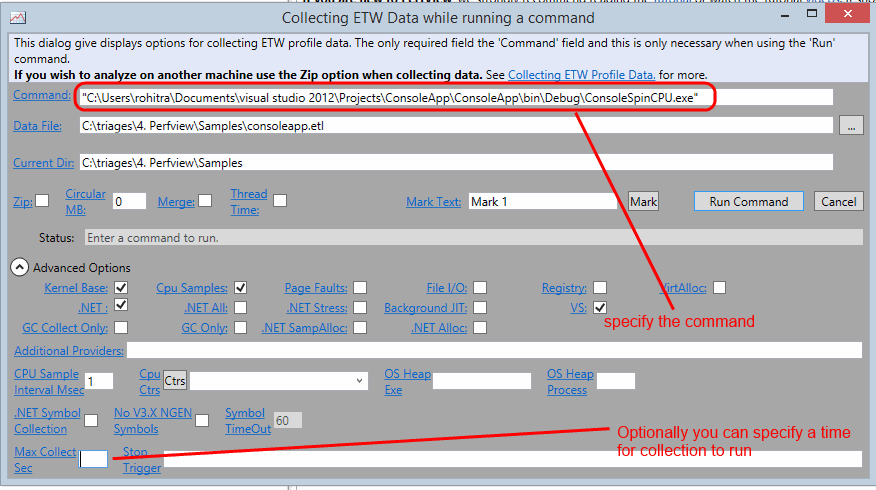 Collecting ETW Data while running a command
This dialog give displays options for collecting ETW profile data. The only required field the 'Command' field and this is only necessary when using the 'Run'
command.
If you wish to analyze on another machine use the Zip option when collecting data. See Collecting ETW Profile Data. for more.
Command: "C:\Users\rohitra\Documents\visual studio 2012\Projects\ConsoleApp\ConsoleApp\bin\Debug\ConsoleSpinCPU.exe"
Data File: C:\triages\4. Perfview\Samples\consoleapp.etl ...
Current Dir: C:\triages\4. Perfview\Samples
Zip: Circular MB: 0 Merge: Thread Time: Mark Text: Mark 1 Mark Run Command Cancel
Status: Enter a command to run.
Advanced Options
Kernel Base: Cpu Samples: Page Faults: File I/O: Registry: VirtAlloc:
.NET : .NET All: .NET Stress: Background JIT: VS:
specify the command
GC Collect Only: GC Only: .NET SampAlloc: .NET Alloc:
Additional Providers:
CPU Sample Interval Msec 1 Cpu Ctrs Ctrs OS Heap Exe OS Heap Process
.NET Symbol Collection No V3.X NGEN Symbols Symbol TimeOut 60
Optionally you can specify a time
for collection to run
Max Collect Sec Stop Trigger